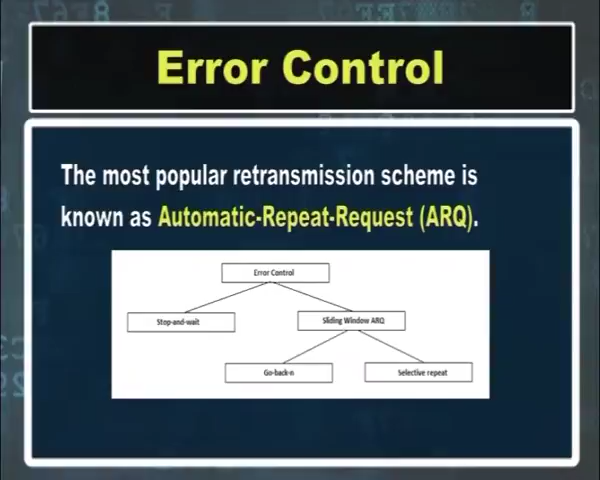 Error Control
The most popular retransmission scheme is
known as Automatic-Repeat-Request (ARQ).
Error Control
Stop-and-wait
Sliding Window ARQ
Go-back-n
Selective repeat